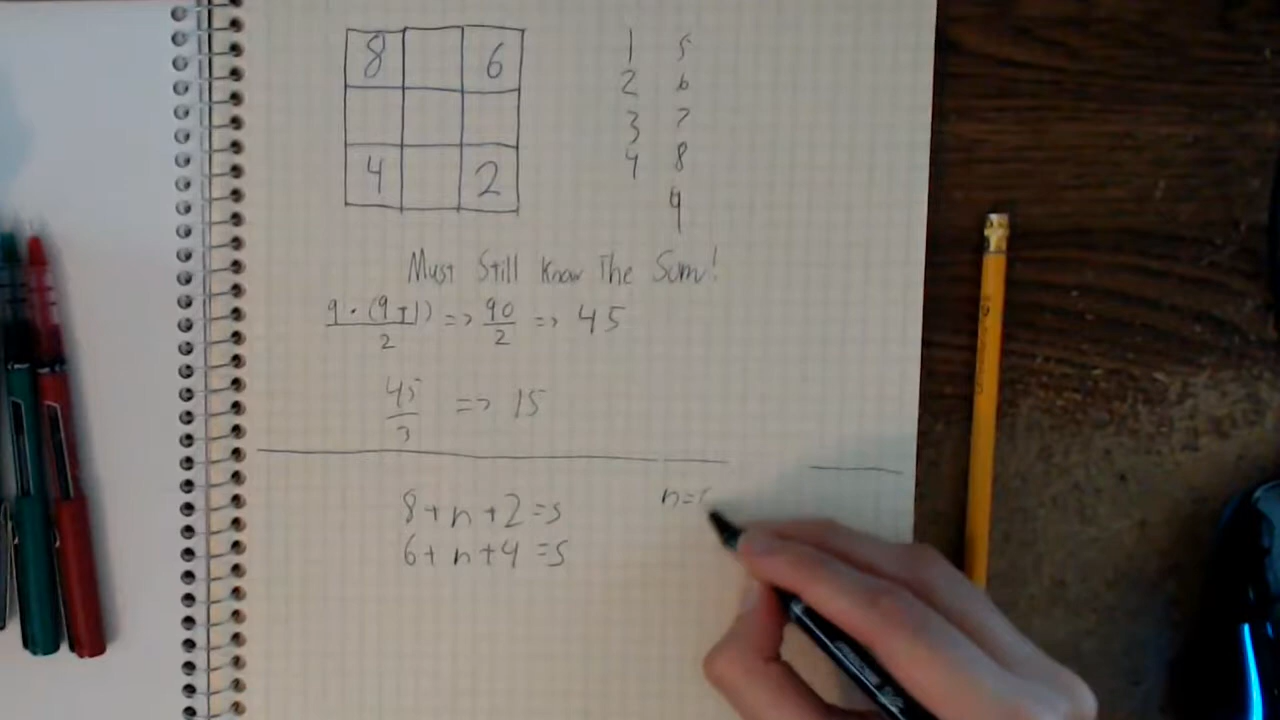 8 6
4 2
1 5
2 6
3 7
4 8
9
Must Still Know The Sum!
9 · (9+1) / 2 => 90/2 => 45
45/3 => 15
8 + n + 2 = s
6 + n + 4 = s
n =